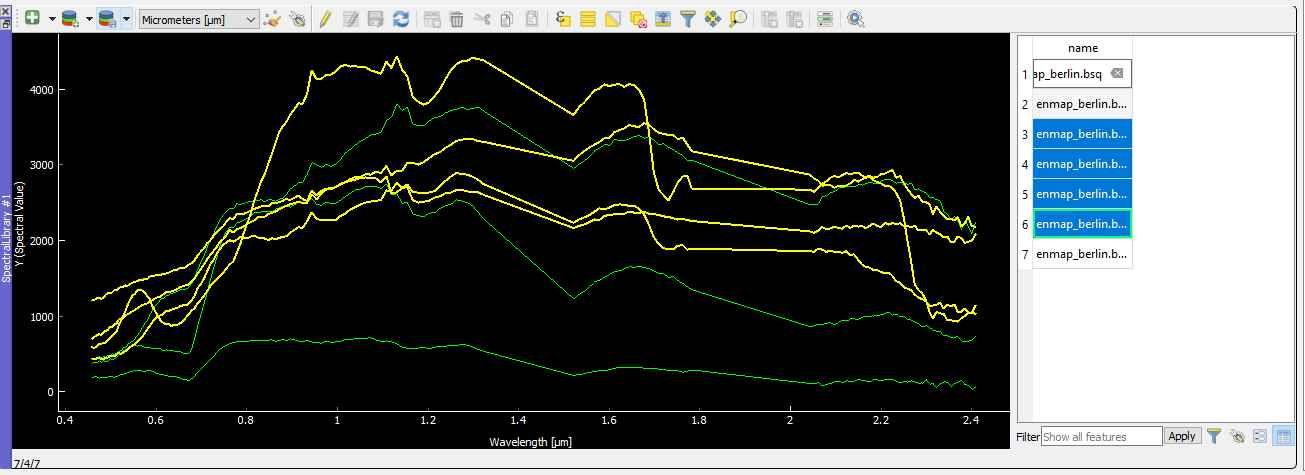 Micrometers [µm]
SpectralLibrary #1
Y (Spectral Value)
4000
3000
2000
1000
0
0.4 0.6 0.8 1 1.2 1.4 1.6 1.8 2 2.2 2.4
Wavelength [µm]
name
1 ap_berlin.bsq
2 enmap_berlin.b...
3 enmap_berlin.b...
4 enmap_berlin.b...
5 enmap_berlin.b...
6 enmap_berlin.b...
7 enmap_berlin.b...
Filter Show all features Apply
7/4/7